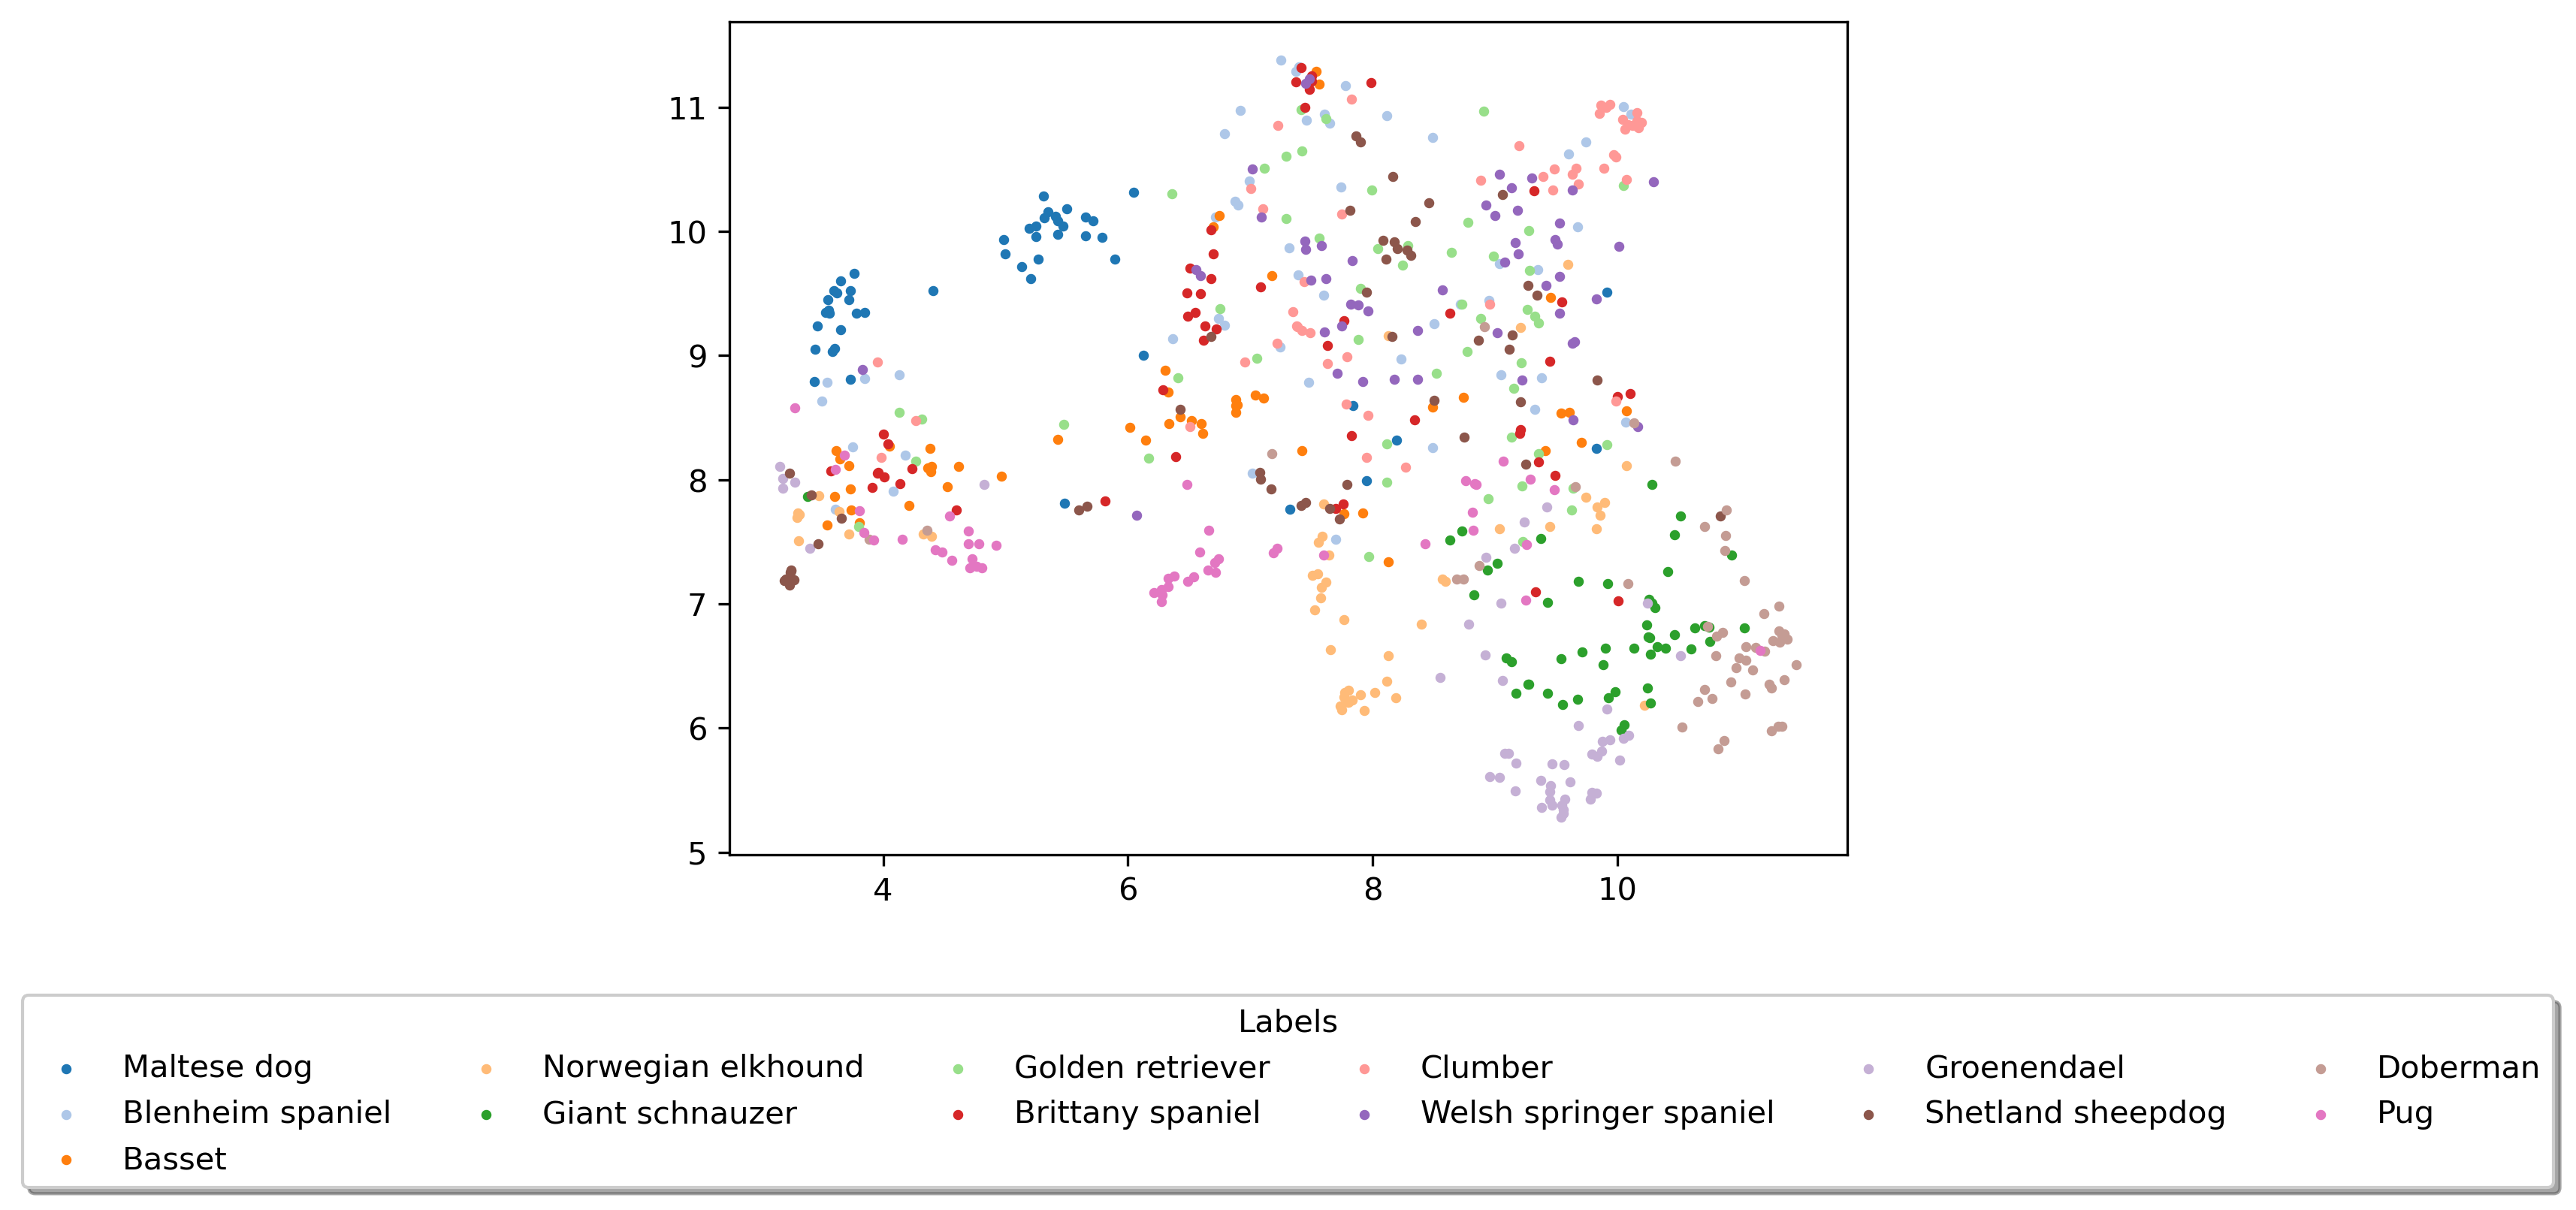 11
10
9
8
7
6
5
4 6 8 10
Labels
Maltese dog Norwegian elkhound Golden retriever Clumber Groenendael Doberman
Blenheim spaniel Giant schnauzer Brittany spaniel Welsh springer spaniel Shetland sheepdog Pug
Basset